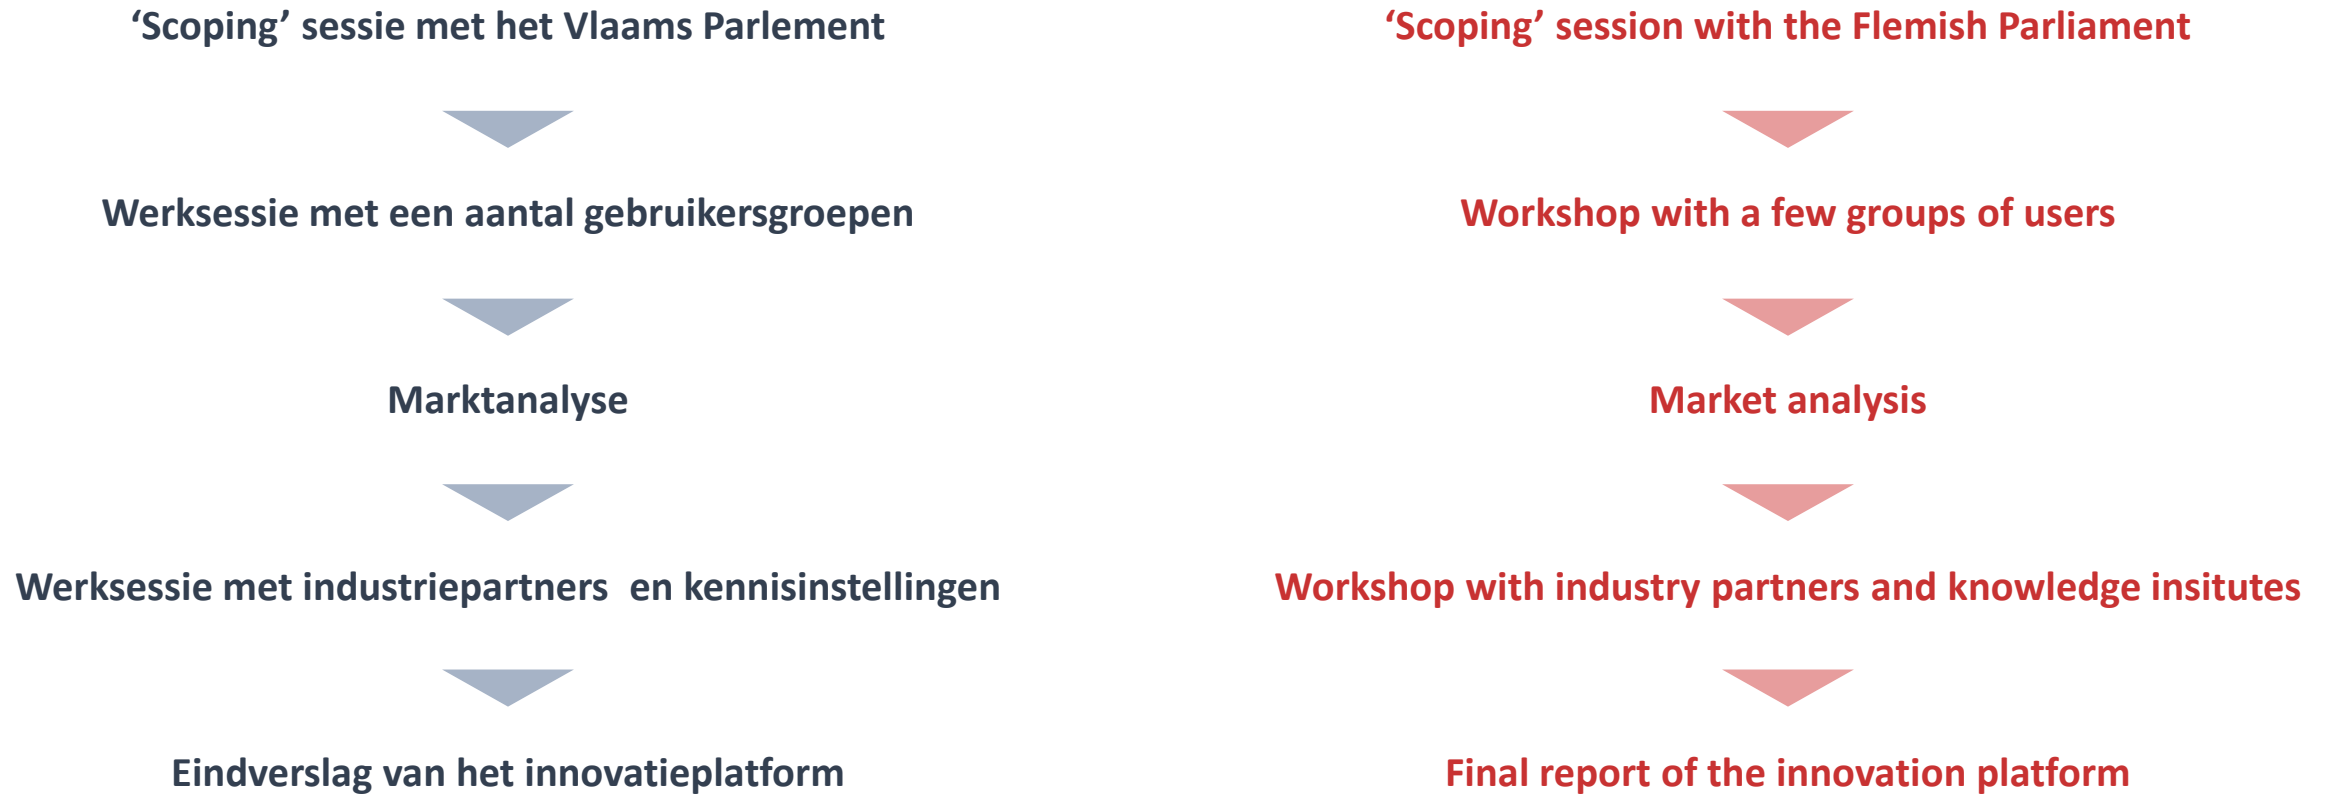 ‘Scoping’ sessie met het Vlaams Parlement
Werksessie met een aantal gebruikersgroepen
Marktanalyse
Werksessie met industriepartners  en kennisinstellingen
Eindverslag van het innovatieplatform
‘Scoping’ session with the Flemish Parliament
Workshop with a few groups of users
Market analysis
Workshop with industry partners and knowledge insitutes
Final report of the innovation platform